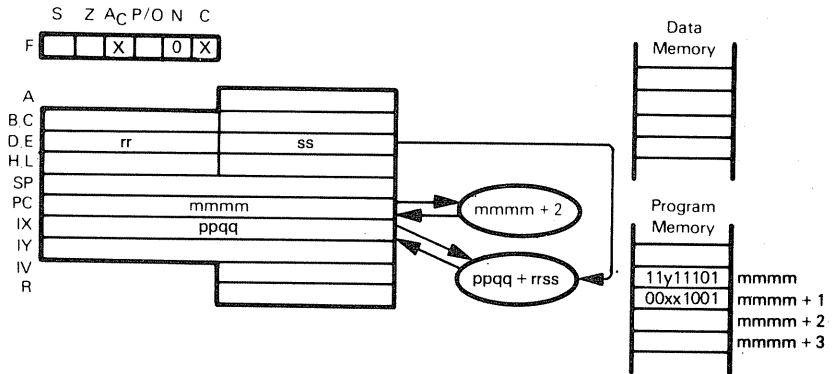 S Z AC P/O N C
F X 0 X
A
B,C
D,E rr ss
H,L
SP
PC mmmm
IX ppqq
IY
IV
R
mmmm + 2
ppqq + rrss
Data
Memory
Program
Memory
11y11101 mmmm
00xx1001 mmmm + 1
mmmm + 2
mmmm + 3